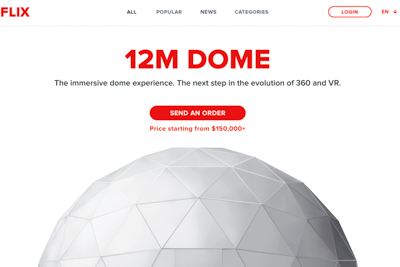 FLIX
ALL
POPULAR
NEWS
CATEGORIES
LOGIN
EN
12M DOME
The immersive dome experience. The next step in the evolution of 360 and VR.
SEND AN ORDER
Price starting from $150,000+